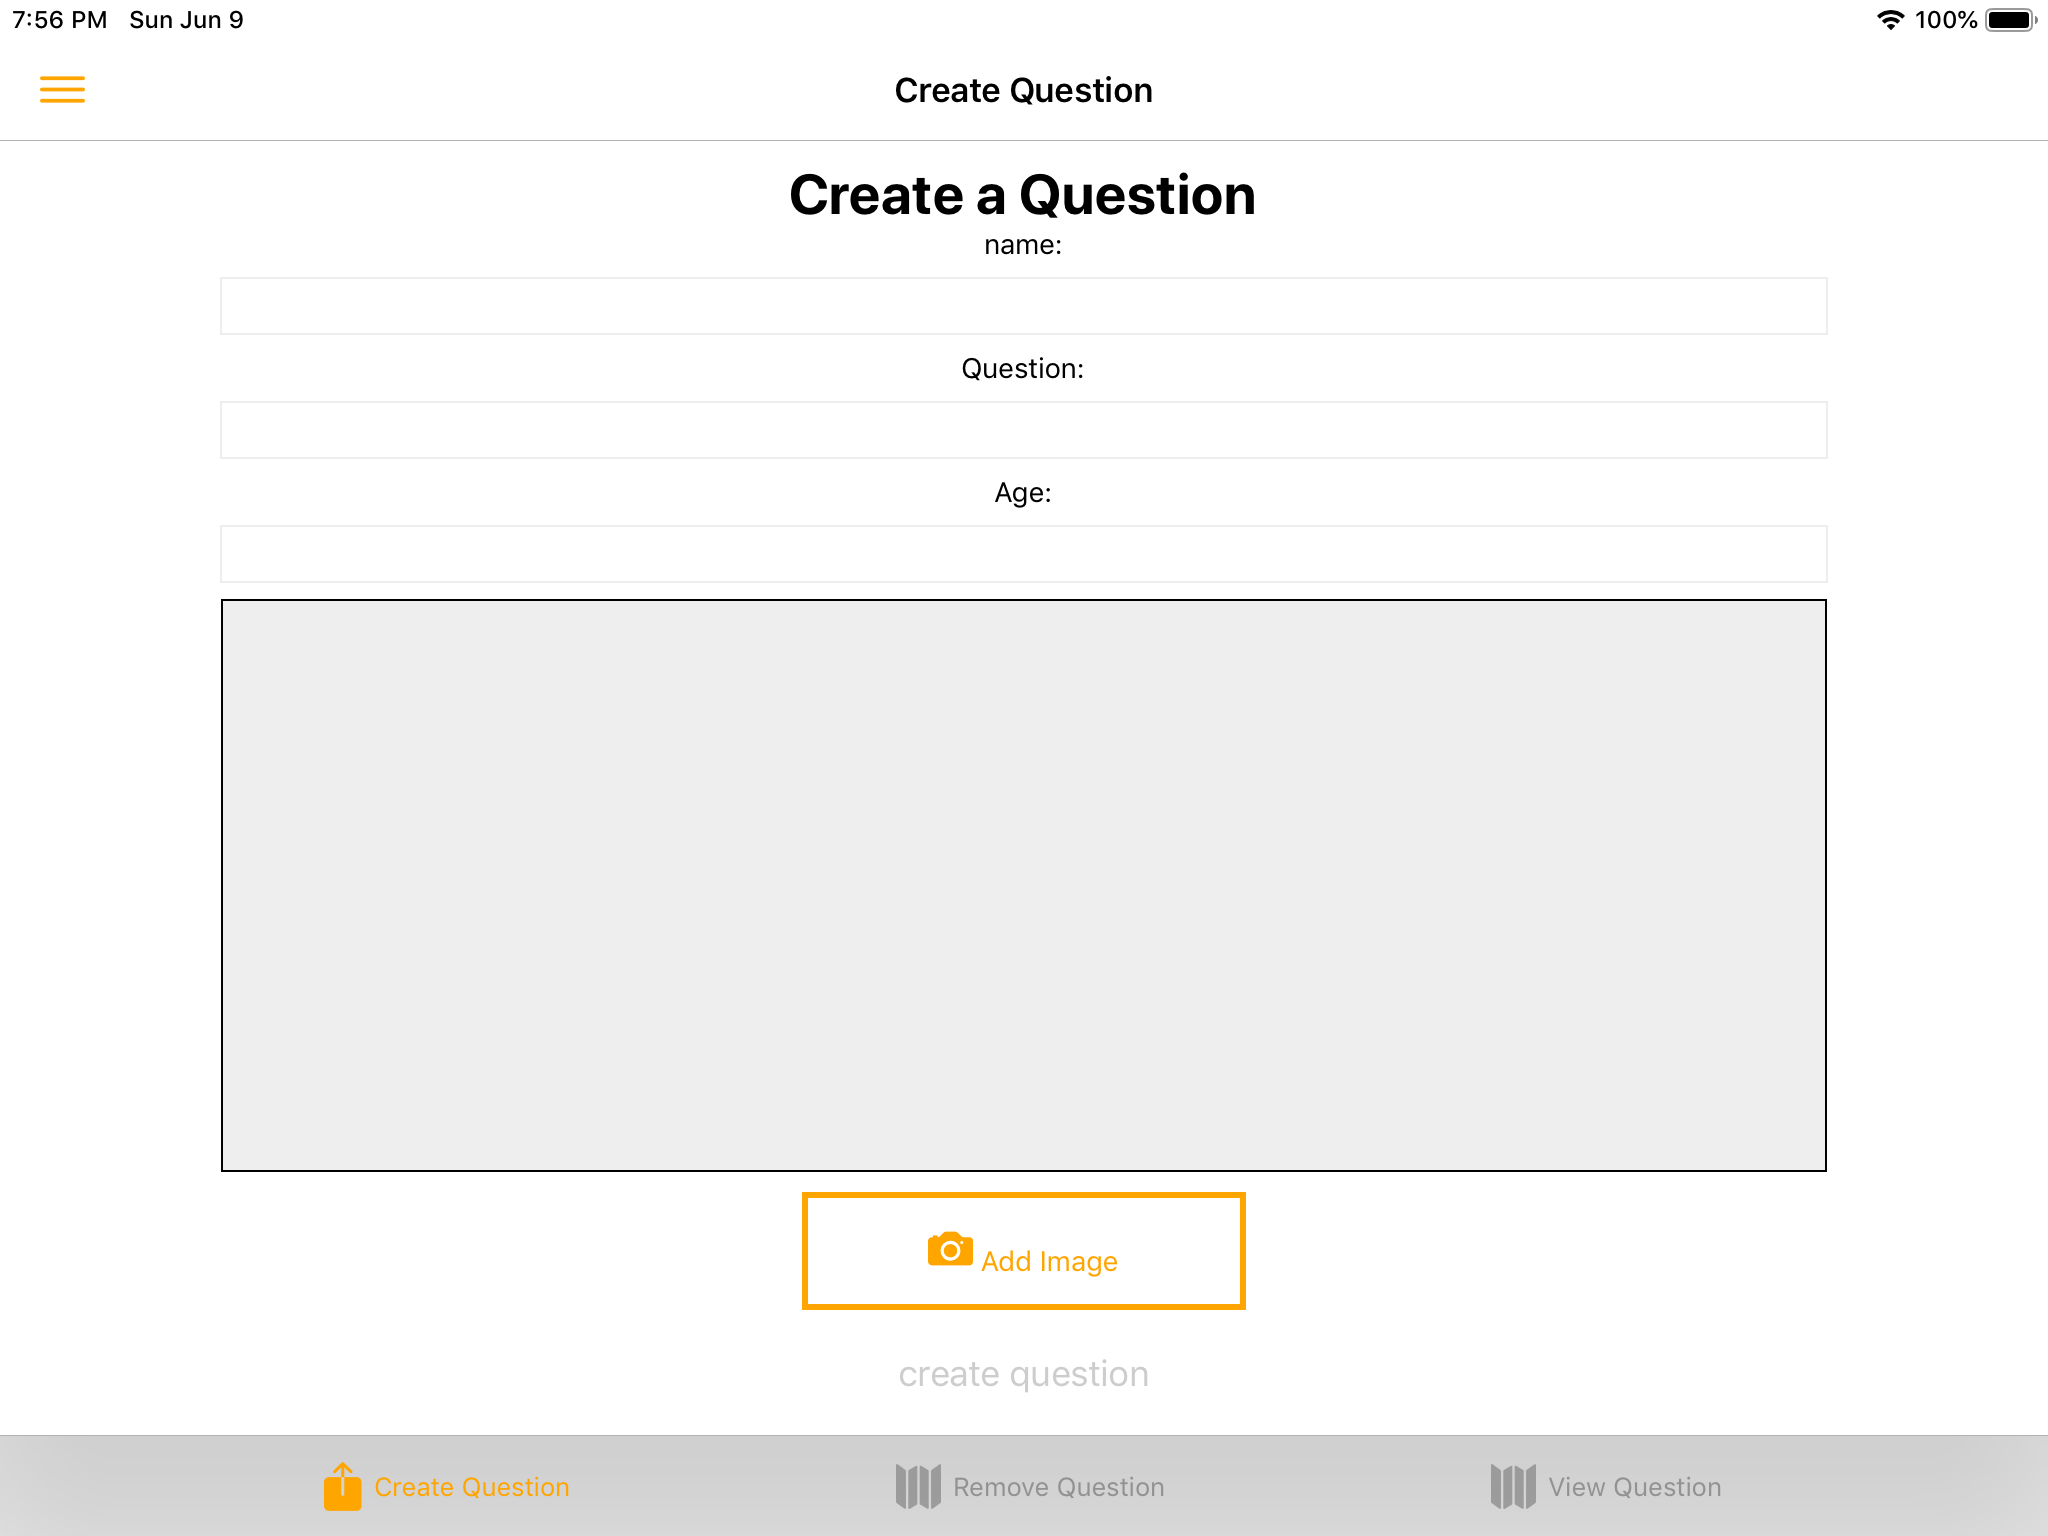 7:56 PM Sun Jun 9 100%
Create Question
Create a Question
name:
Question:
Age:
Add Image
create question
Create Question Remove Question View Question